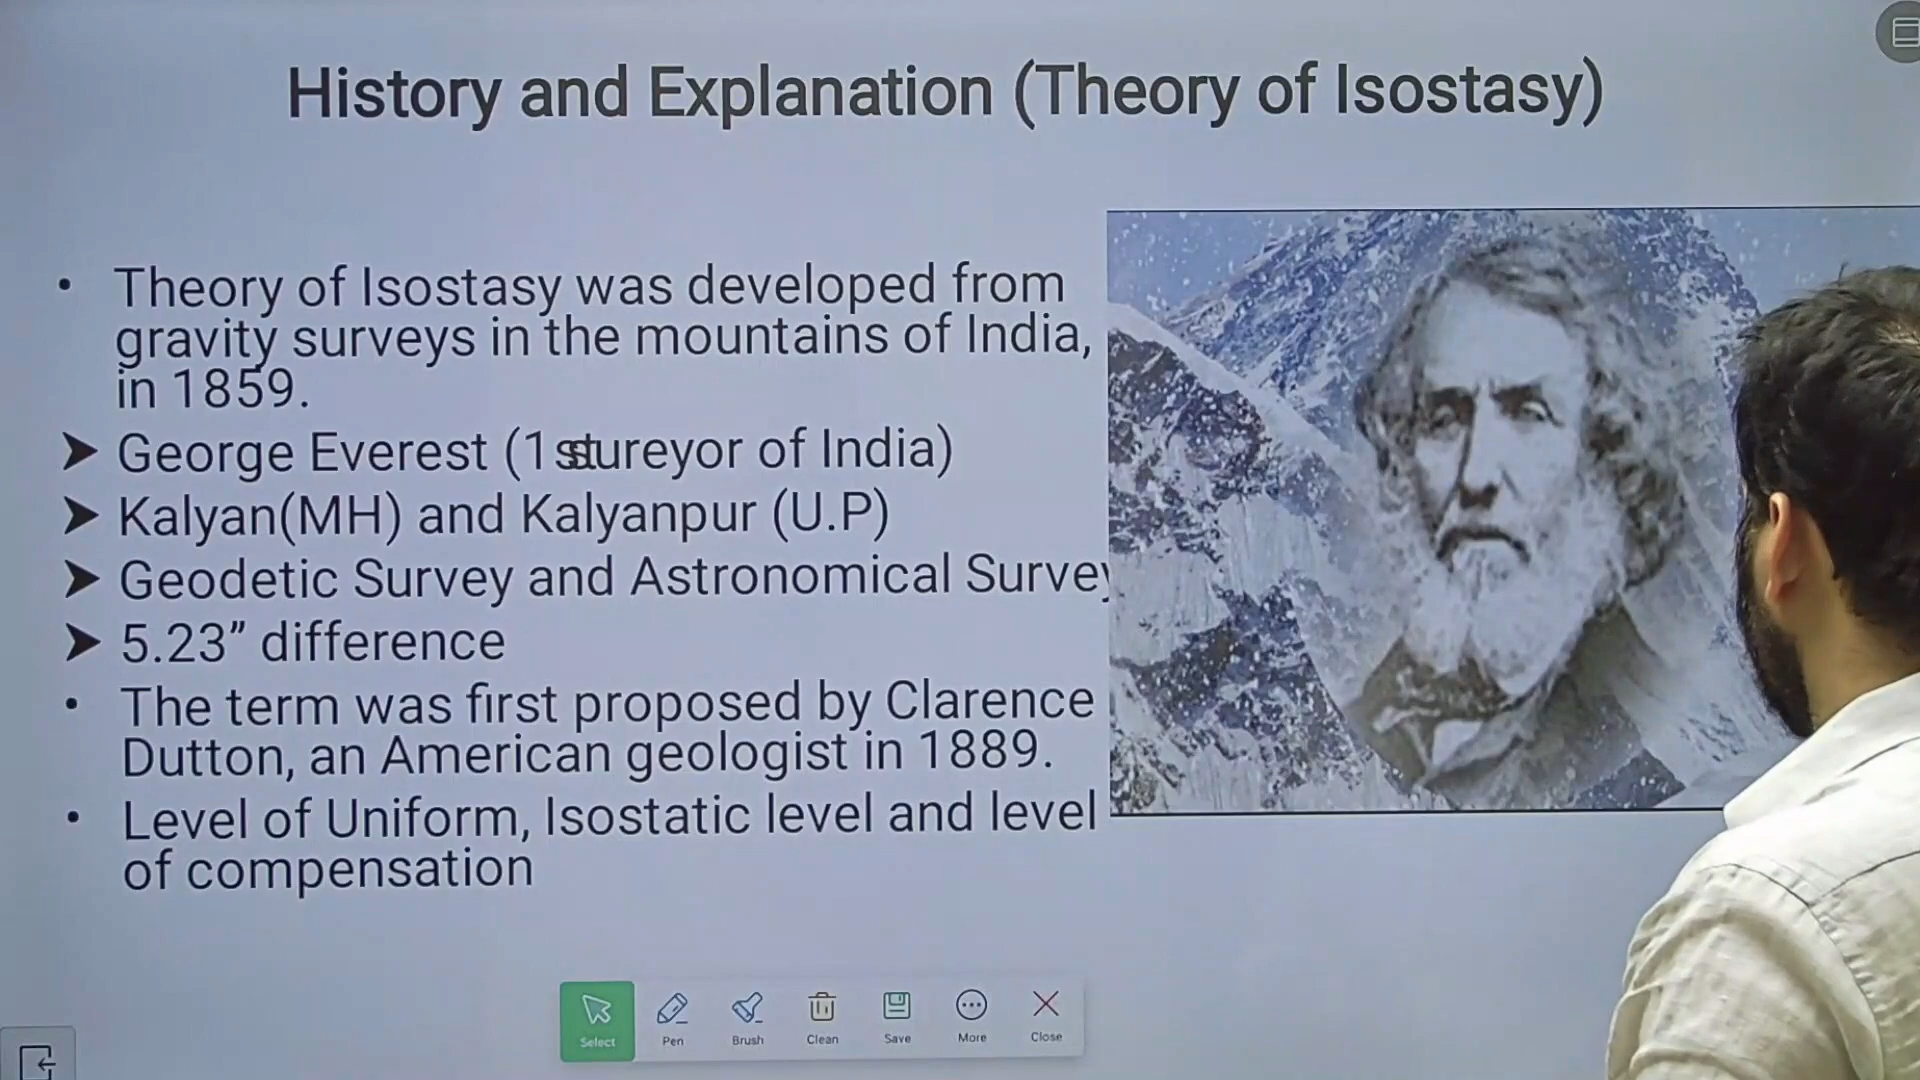 History and Explanation (Theory of Isostasy)
• Theory of Isostasy was developed from
gravity surveys in the mountains of India,
in 1859.
➤ George Everest (1sstureyor of India)
➤ Kalyan(MH) and Kalyanpur (U.P)
➤ Geodetic Survey and Astronomical Survey
➤ 5.23” difference
• The term was first proposed by Clarence
Dutton, an American geologist in 1889.
• Level of Uniform, Isostatic level and level
of compensation
Select Pen Brush Clean Save More Close